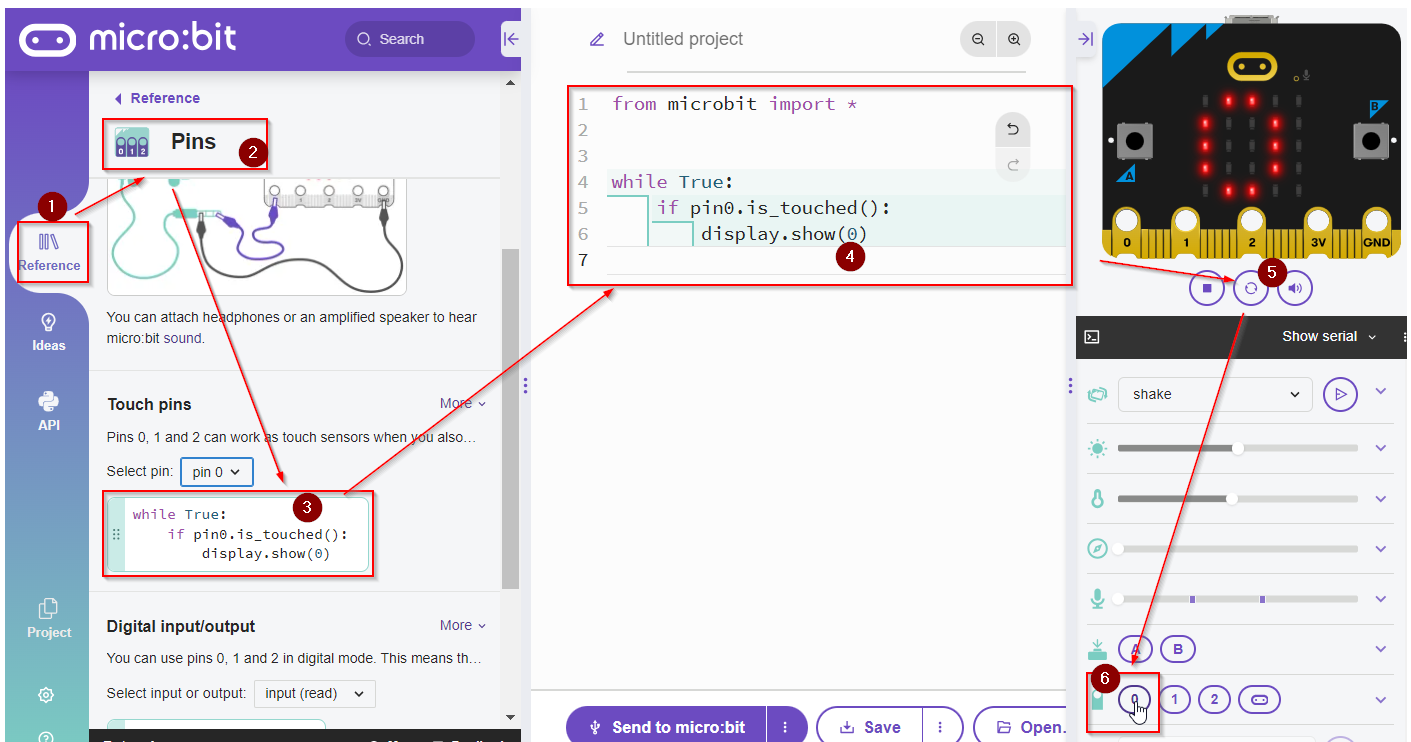 micro:bit
Search
Reference
Pins
2
1
Reference
0 1 2 3V GND
You can attach headphones or an amplified speaker to hear
micro:bit sound.
Ideas
API
Touch pins
More
Pins 0, 1 and 2 can work as touch sensors when you also…
Select pin:
pin 0
3
while True:
if pin0.is_touched():
display.show(0)
Project
Digital input/output
More
You can use pins 0, 1 and 2 in digital mode. This means th…
Select input or output:
input (read)
Untitled project
1 from microbit import *
2
3
4 while True:
5 if pin0.is_touched():
6 display.show(0)
7
4
Send to micro:bit
Save
Open.
B
A
0 1 2 3V GND
5
Show serial
shake
A B
6
0 1 2